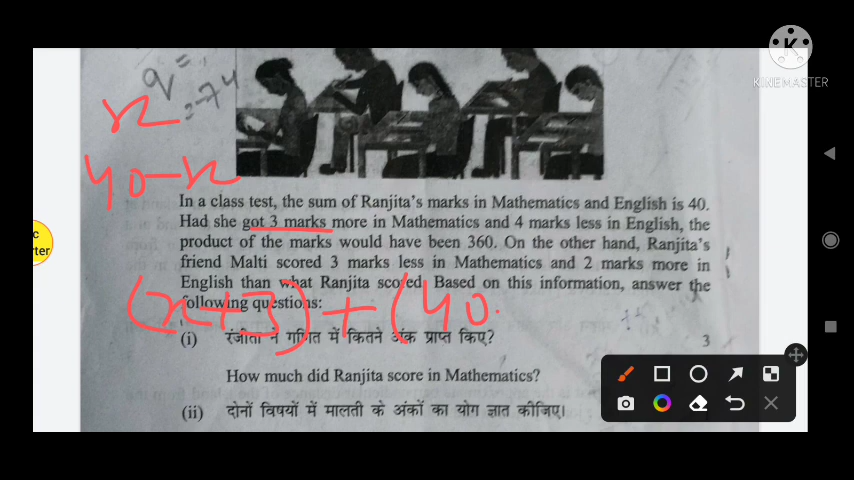 KINEMASTER
q =
= -74
x
40-x
In a class test, the sum of Ranjita's marks in Mathematics and English is 40.
Had she got 3 marks more in Mathematics and 4 marks less in English, the
product of the marks would have been 360. On the other hand, Ranjita's
friend Malti scored 3 marks less in Mathematics and 2 marks more in
English than what Ranjita scored. Based on this information, answer the
following questions:
(x+3)+(40
(i) रंजीता ने गणित में कितने अंक प्राप्त किए? 3
How much did Ranjita score in Mathematics?
(ii) दोनों विषयों में मालती के अंकों का योग ज्ञात कीजिए।